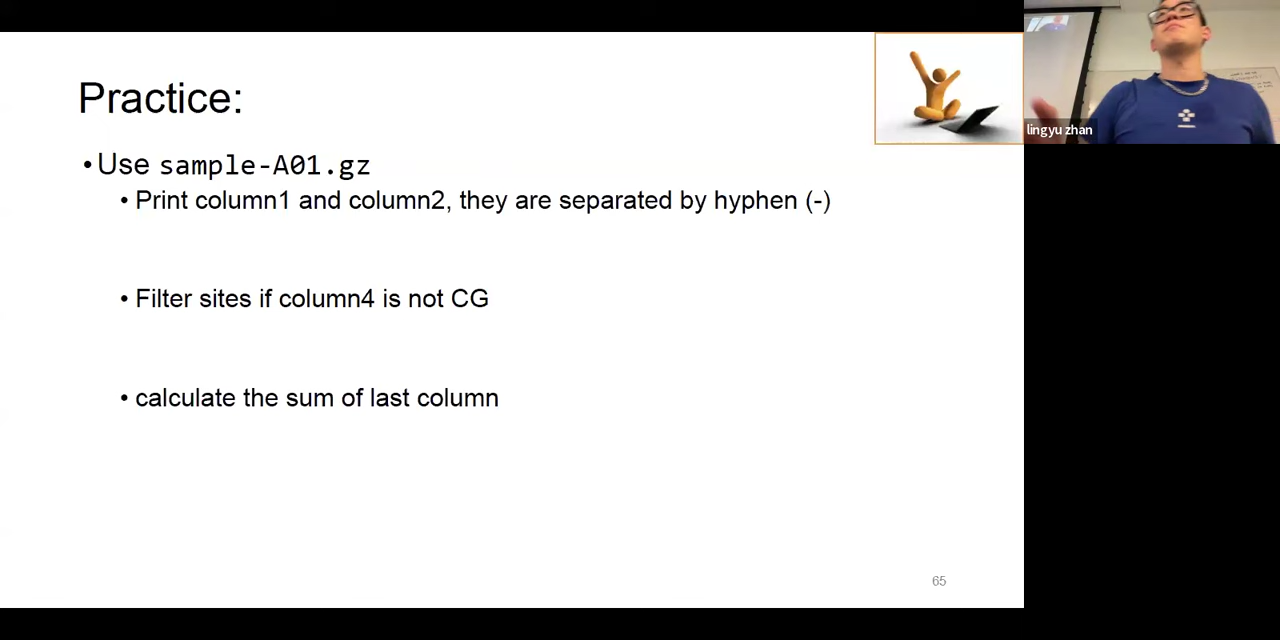 Practice:
• Use sample-A01.gz
• Print column1 and column2, they are separated by hyphen (-)
• Filter sites if column4 is not CG
• calculate the sum of last column
65
lingyu zhan